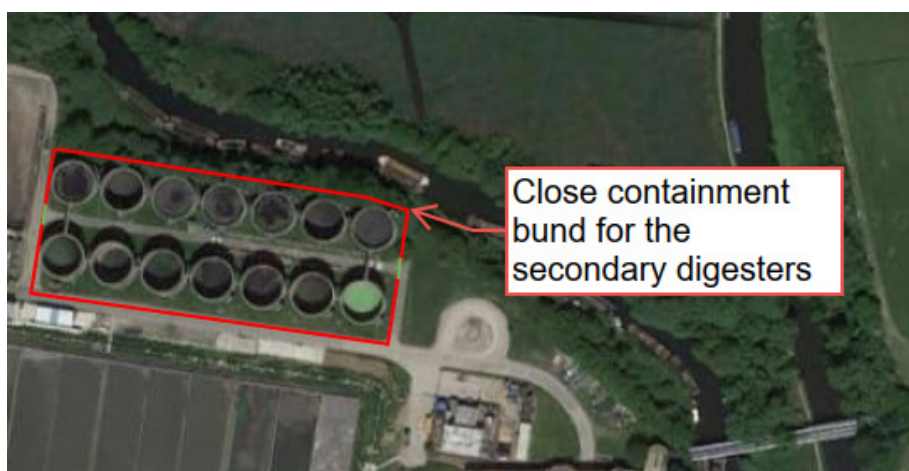 Close containment
bund for the
secondary digesters